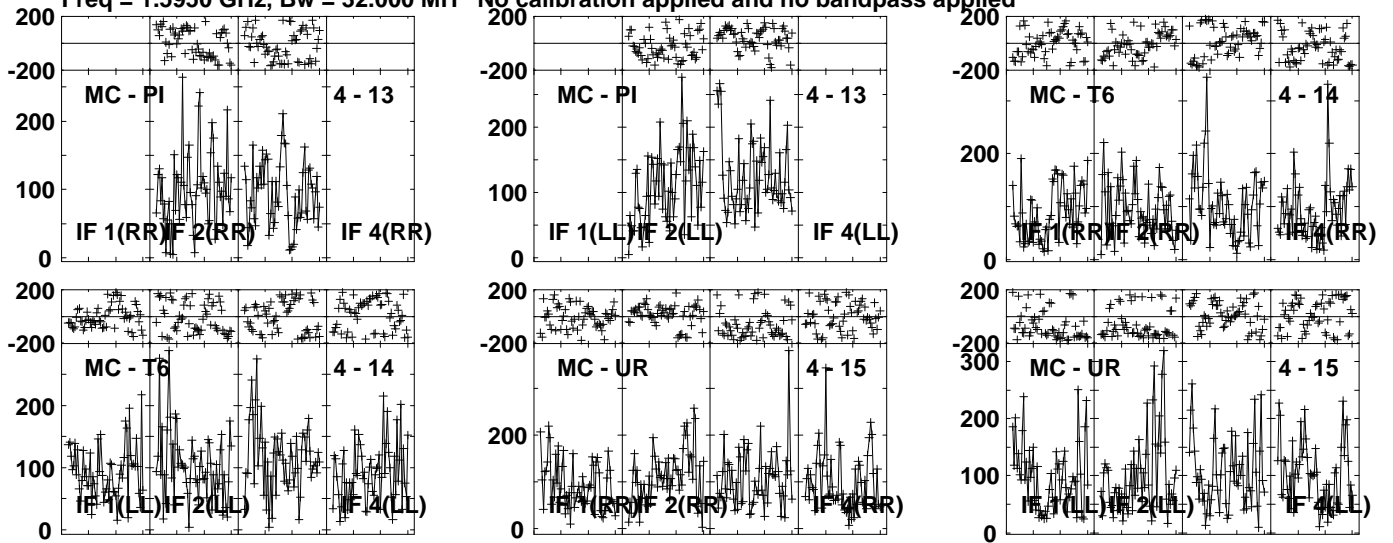 Freq = 1.5950 GHz, Bw = 32.000 MH No calibration applied and no bandpass applied
200
-200
MC - PI
4 - 13
200
100
0
IF 1(RR)
IF 2(RR)
IF 4(RR)
200
-200
MC - PI
4 - 13
200
100
0
IF 1(LL)
IF 2(LL)
IF 4(LL)
200
-200
MC - T6
4 - 14
200
0
IF 1(RR)
IF 2(RR)
IF 4(RR)
200
-200
MC - T6
4 - 14
200
100
0
IF 1(LL)
IF 2(LL)
IF 4(LL)
200
-200
MC - UR
4 - 15
200
0
IF 1(RR)
IF 2(RR)
IF 4(RR)
200
-200
300
MC - UR
4 - 15
200
100
0
IF 1(LL)
IF 2(LL)
IF 4(LL)